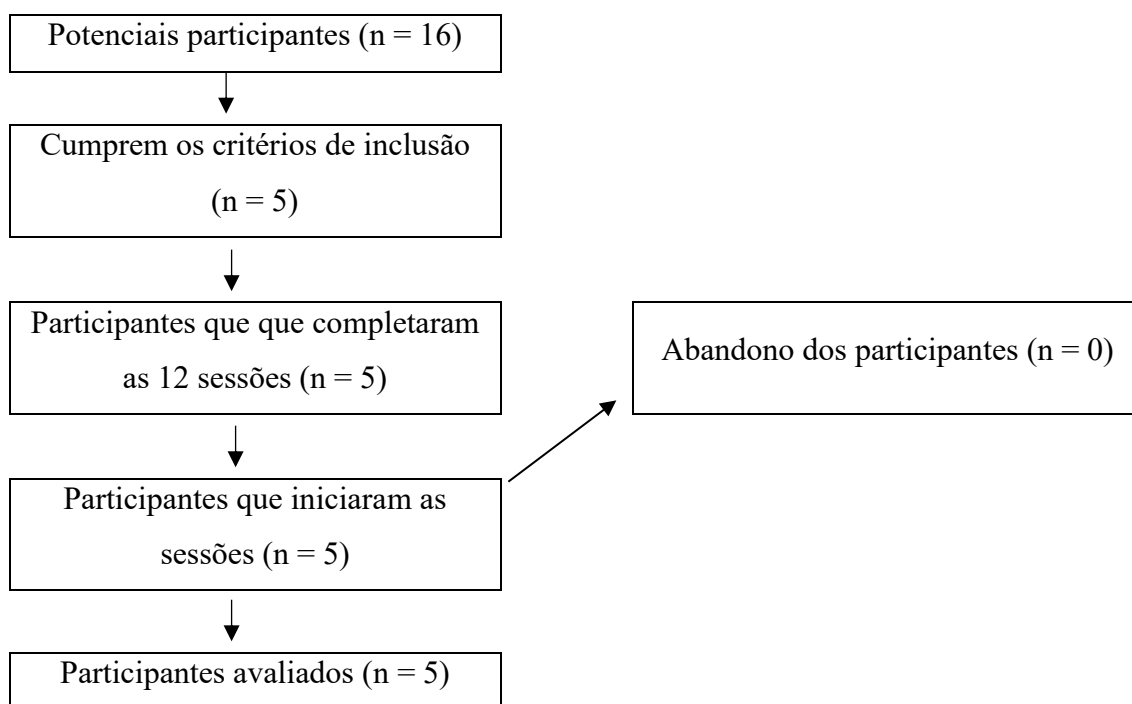 Potenciais participantes (n = 16)
Cumprem os critérios de inclusão
(n = 5)
Participantes que que completaram
as 12 sessões (n = 5)
Abandono dos participantes (n = 0)
Participantes que iniciaram as
sessões (n = 5)
Participantes avaliados (n = 5)